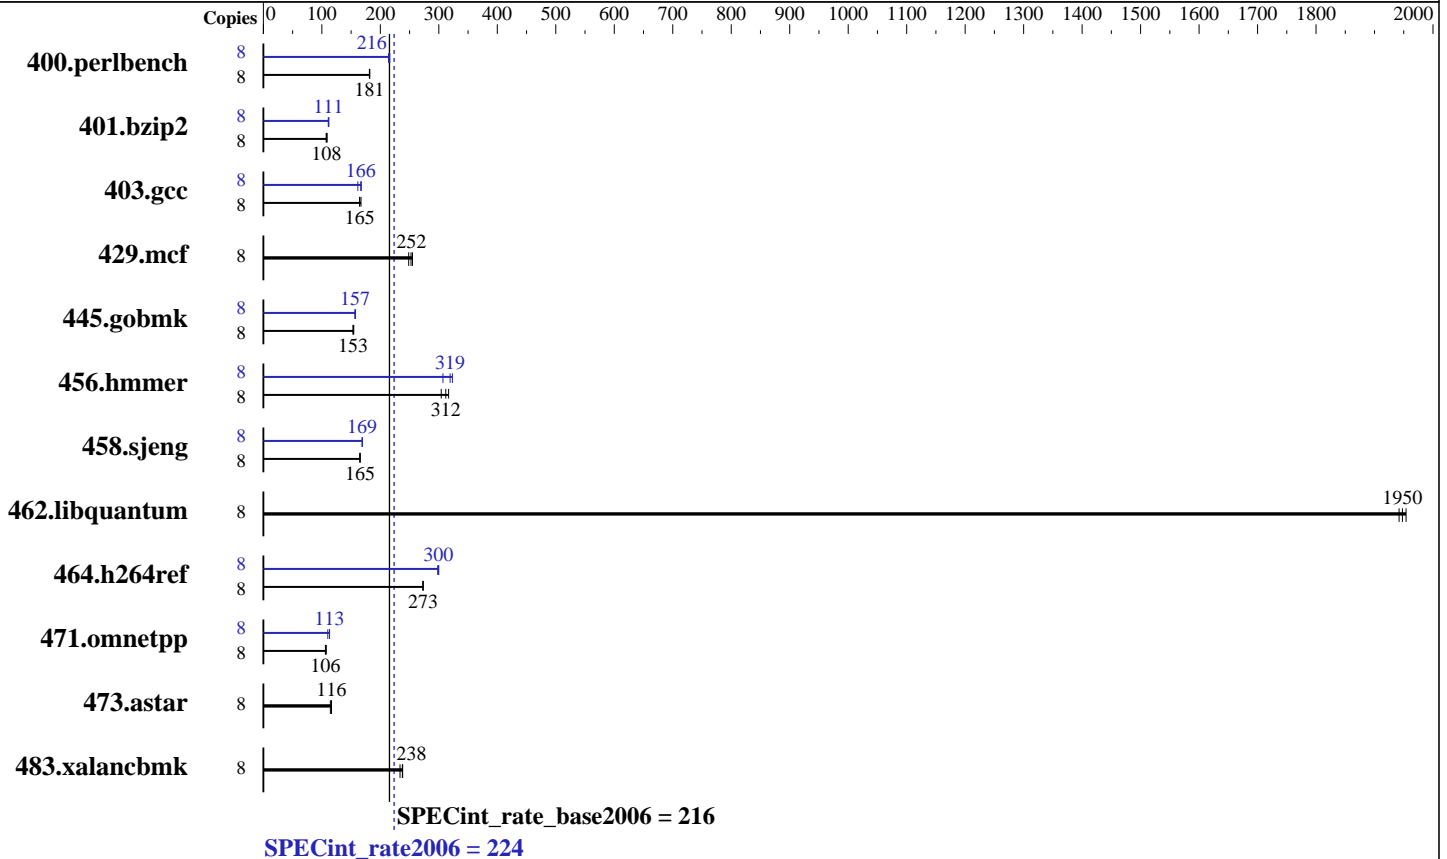 Copies 0 100 200 300 400 500 600 700 800 900 1000 1100 1200 1300 1400 1500 1600 1700 1800 2000
400.perlbench 8 216
8 181
401.bzip2 8 111
8 108
403.gcc 8 166
8 165
429.mcf 8 252
445.gobmk 8 157
8 153
456.hmmer 8 319
8 312
458.sjeng 8 169
8 165
462.libquantum 8 1950
464.h264ref 8 300
8 273
471.omnetpp 8 113
8 106
473.astar 8 116
483.xalancbmk 8 238
SPECint_rate_base2006 = 216
SPECint_rate2006 = 224